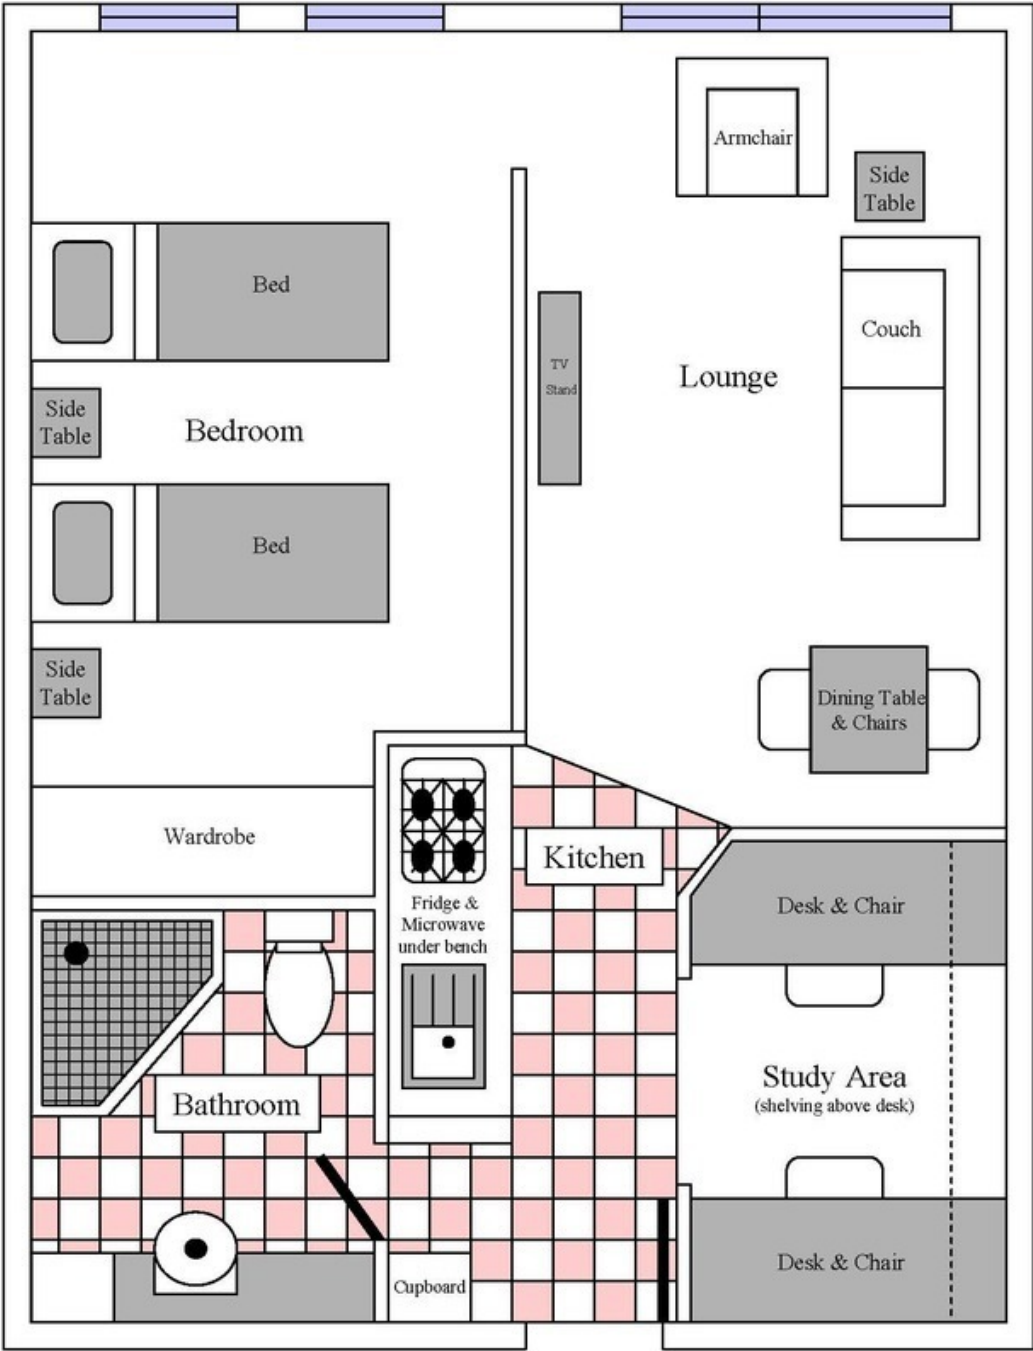 Armchair
Side
Table
Bed
Couch
TV
Stand
Lounge
Side
Table
Bedroom
Bed
Side
Table
Dining Table
& Chairs
Wardrobe
Kitchen
Fridge &
Microwave
under bench
Desk & Chair
Study Area
(shelving above desk)
Bathroom
Desk & Chair
Cupboard